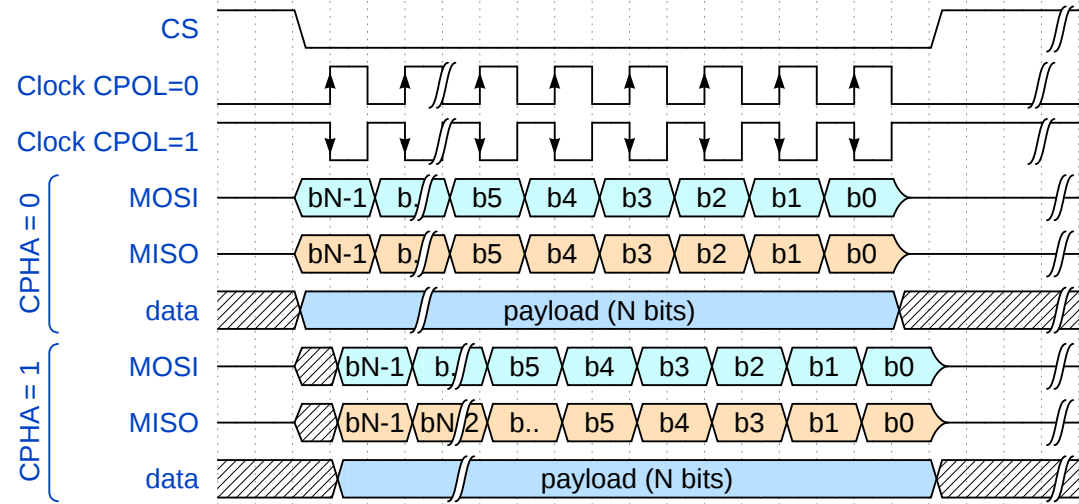 CS
Clock CPOL=0
Clock CPOL=1
CPHA = 0
MOSI bN-1 b. b5 b4 b3 b2 b1 b0
MISO bN-1 b. b5 b4 b3 b2 b1 b0
data payload (N bits)
CPHA = 1
MOSI bN-1 b. b5 b4 b3 b2 b1 b0
MISO bN-1 bN-2 b.. b5 b4 b3 b1 b0
data payload (N bits)